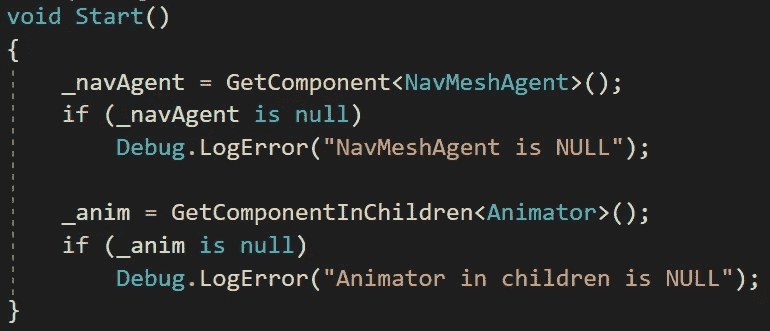 void Start()
{
    _navAgent = GetComponent<NavMeshAgent>();
    if (_navAgent is null)
        Debug.LogError("NavMeshAgent is NULL");

    _anim = GetComponentInChildren<Animator>();
    if (_anim is null)
        Debug.LogError("Animator in children is NULL");
}